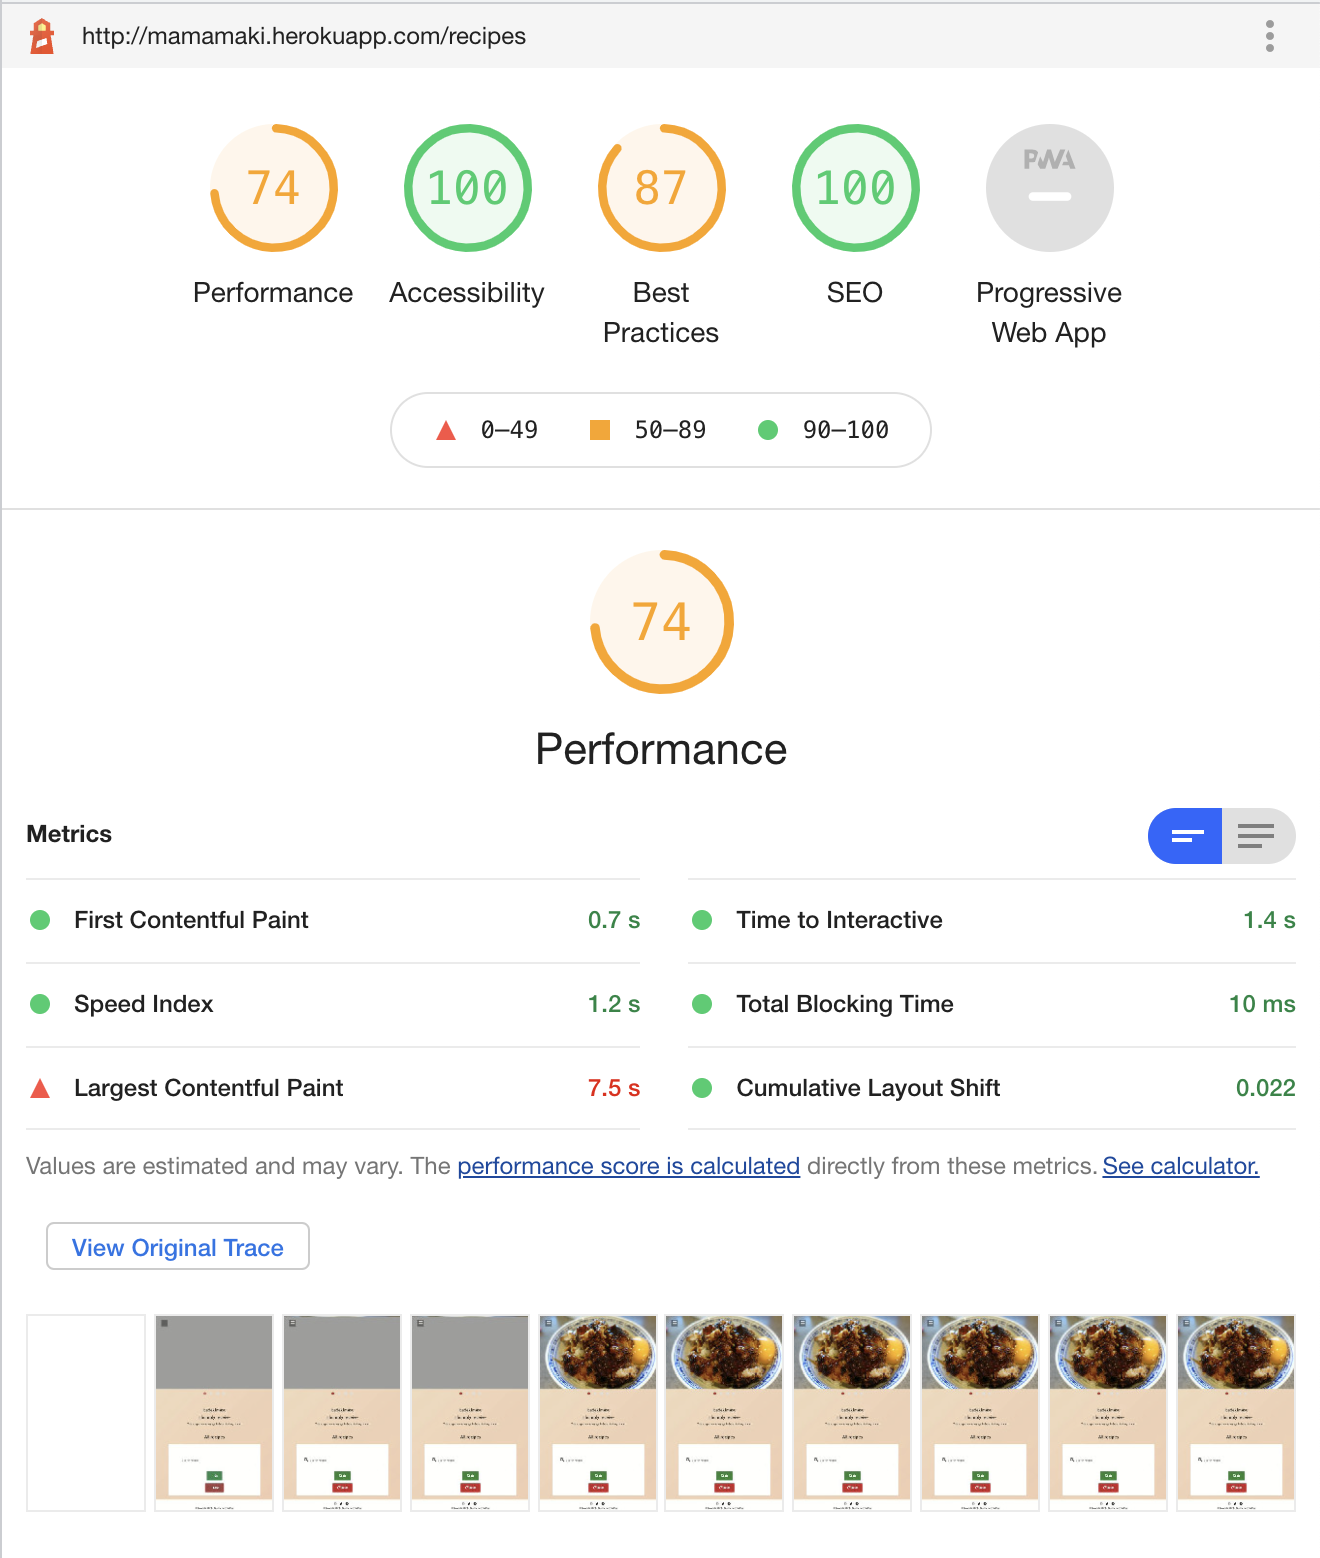 http://mamamaki.herokuapp.com/recipes
74
100
87
100
PWA
Performance
Accessibility
Best
Practices
SEO
Progressive
Web App
0–49
50–89
90–100
74
Performance
Metrics
First Contentful Paint
0.7 s
Time to Interactive
1.4 s
Speed Index
1.2 s
Total Blocking Time
10 ms
Largest Contentful Paint
7.5 s
Cumulative Layout Shift
0.022
Values are estimated and may vary. The performance score is calculated directly from these metrics. See calculator.
View Original Trace